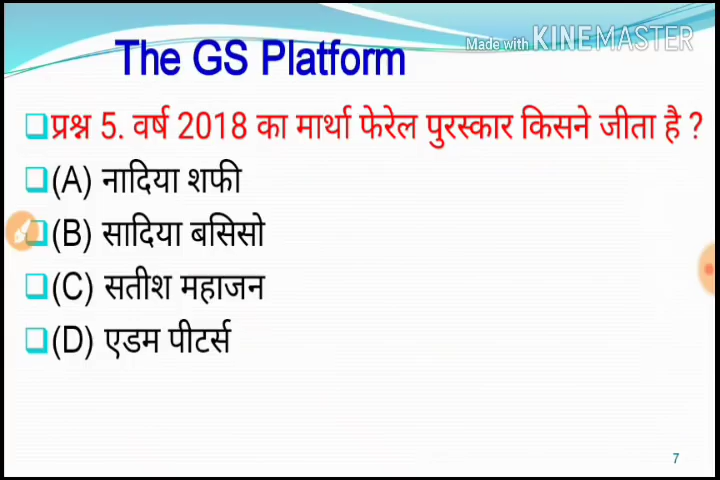 The GS Platform
Made with KINEMASTER
प्रश्न 5. वर्ष 2018 का मार्था फेरेल पुरस्कार किसने जीता है ?
(A) नादिया शफी
(B) सादिया बसिसो
(C) सतीश महाजन
(D) एडम पीटर्स
7